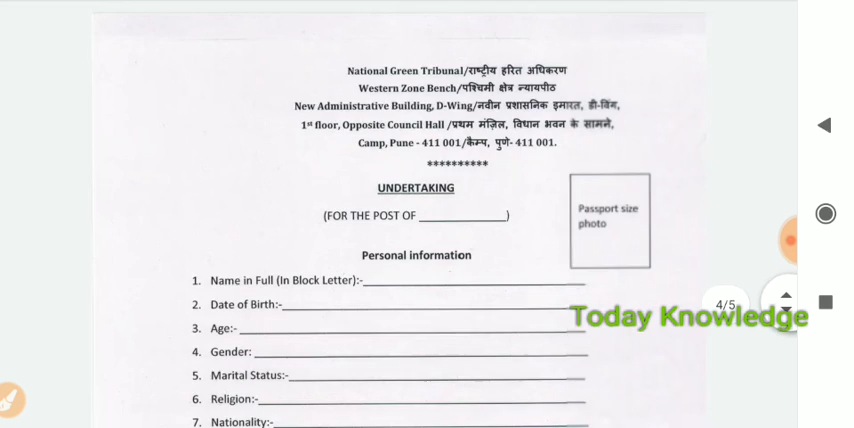 National Green Tribunal/राष्ट्रीय हरित अधिकरण
Western Zone Bench/पश्चिमी क्षेत्र न्यायपीठ
New Administrative Building, D-Wing/नवीन प्रशासनिक इमारत, डी-विंग,
1st floor, Opposite Council Hall /प्रथम मंज़िल, विधान भवन के सामने,
Camp, Pune - 411 001/कैम्प, पुणे- 411 001.
**********
UNDERTAKING
(FOR THE POST OF ____________)
Passport size
photo
Personal information
1. Name in Full (In Block Letter):-
2. Date of Birth:-
3. Age:-
4. Gender:
5. Marital Status:-
6. Religion:-
7. Nationality:-
4/5
Today Knowledge